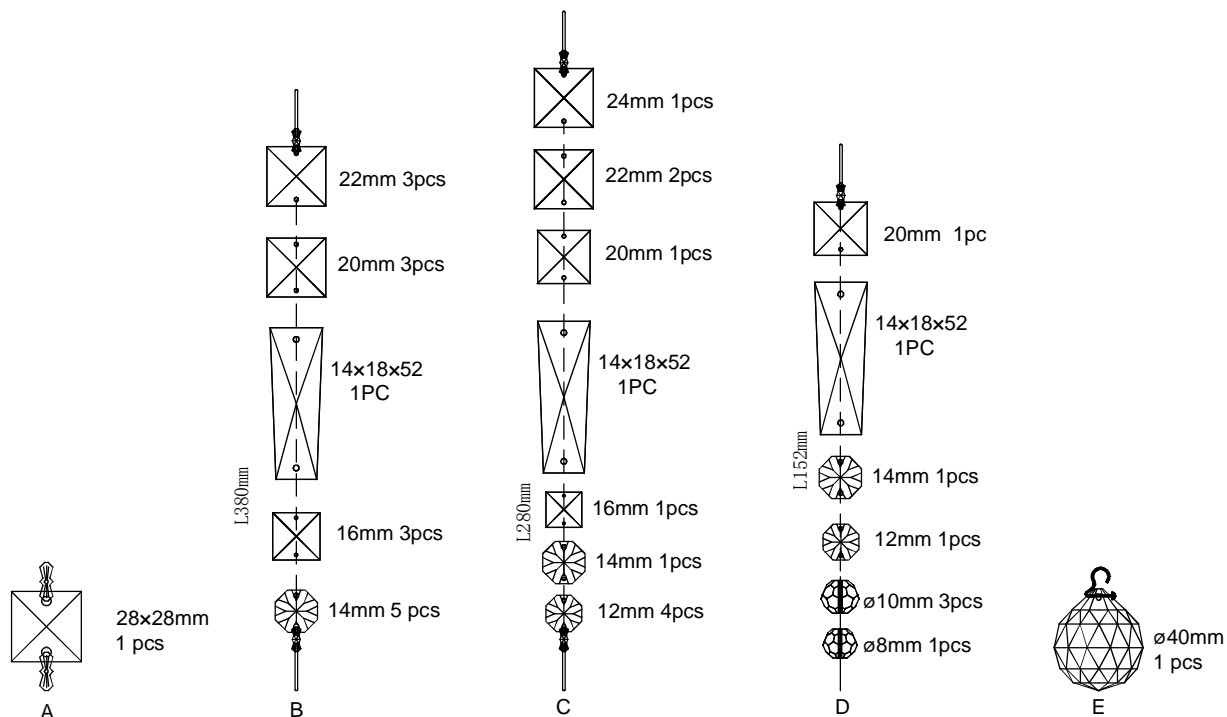 28×28mm
1 pcs
A
22mm 3pcs
20mm 3pcs
14×18×52
1PC
L380mm
16mm 3pcs
14mm 5 pcs
B
24mm 1pcs
22mm 2pcs
20mm 1pcs
14×18×52
1PC
L280mm
16mm 1pcs
14mm 1pcs
12mm 4pcs
C
20mm 1pc
14×18×52
1PC
L152mm
14mm 1pcs
12mm 1pcs
ø10mm 3pcs
ø8mm 1pcs
D
ø40mm
1 pcs
E